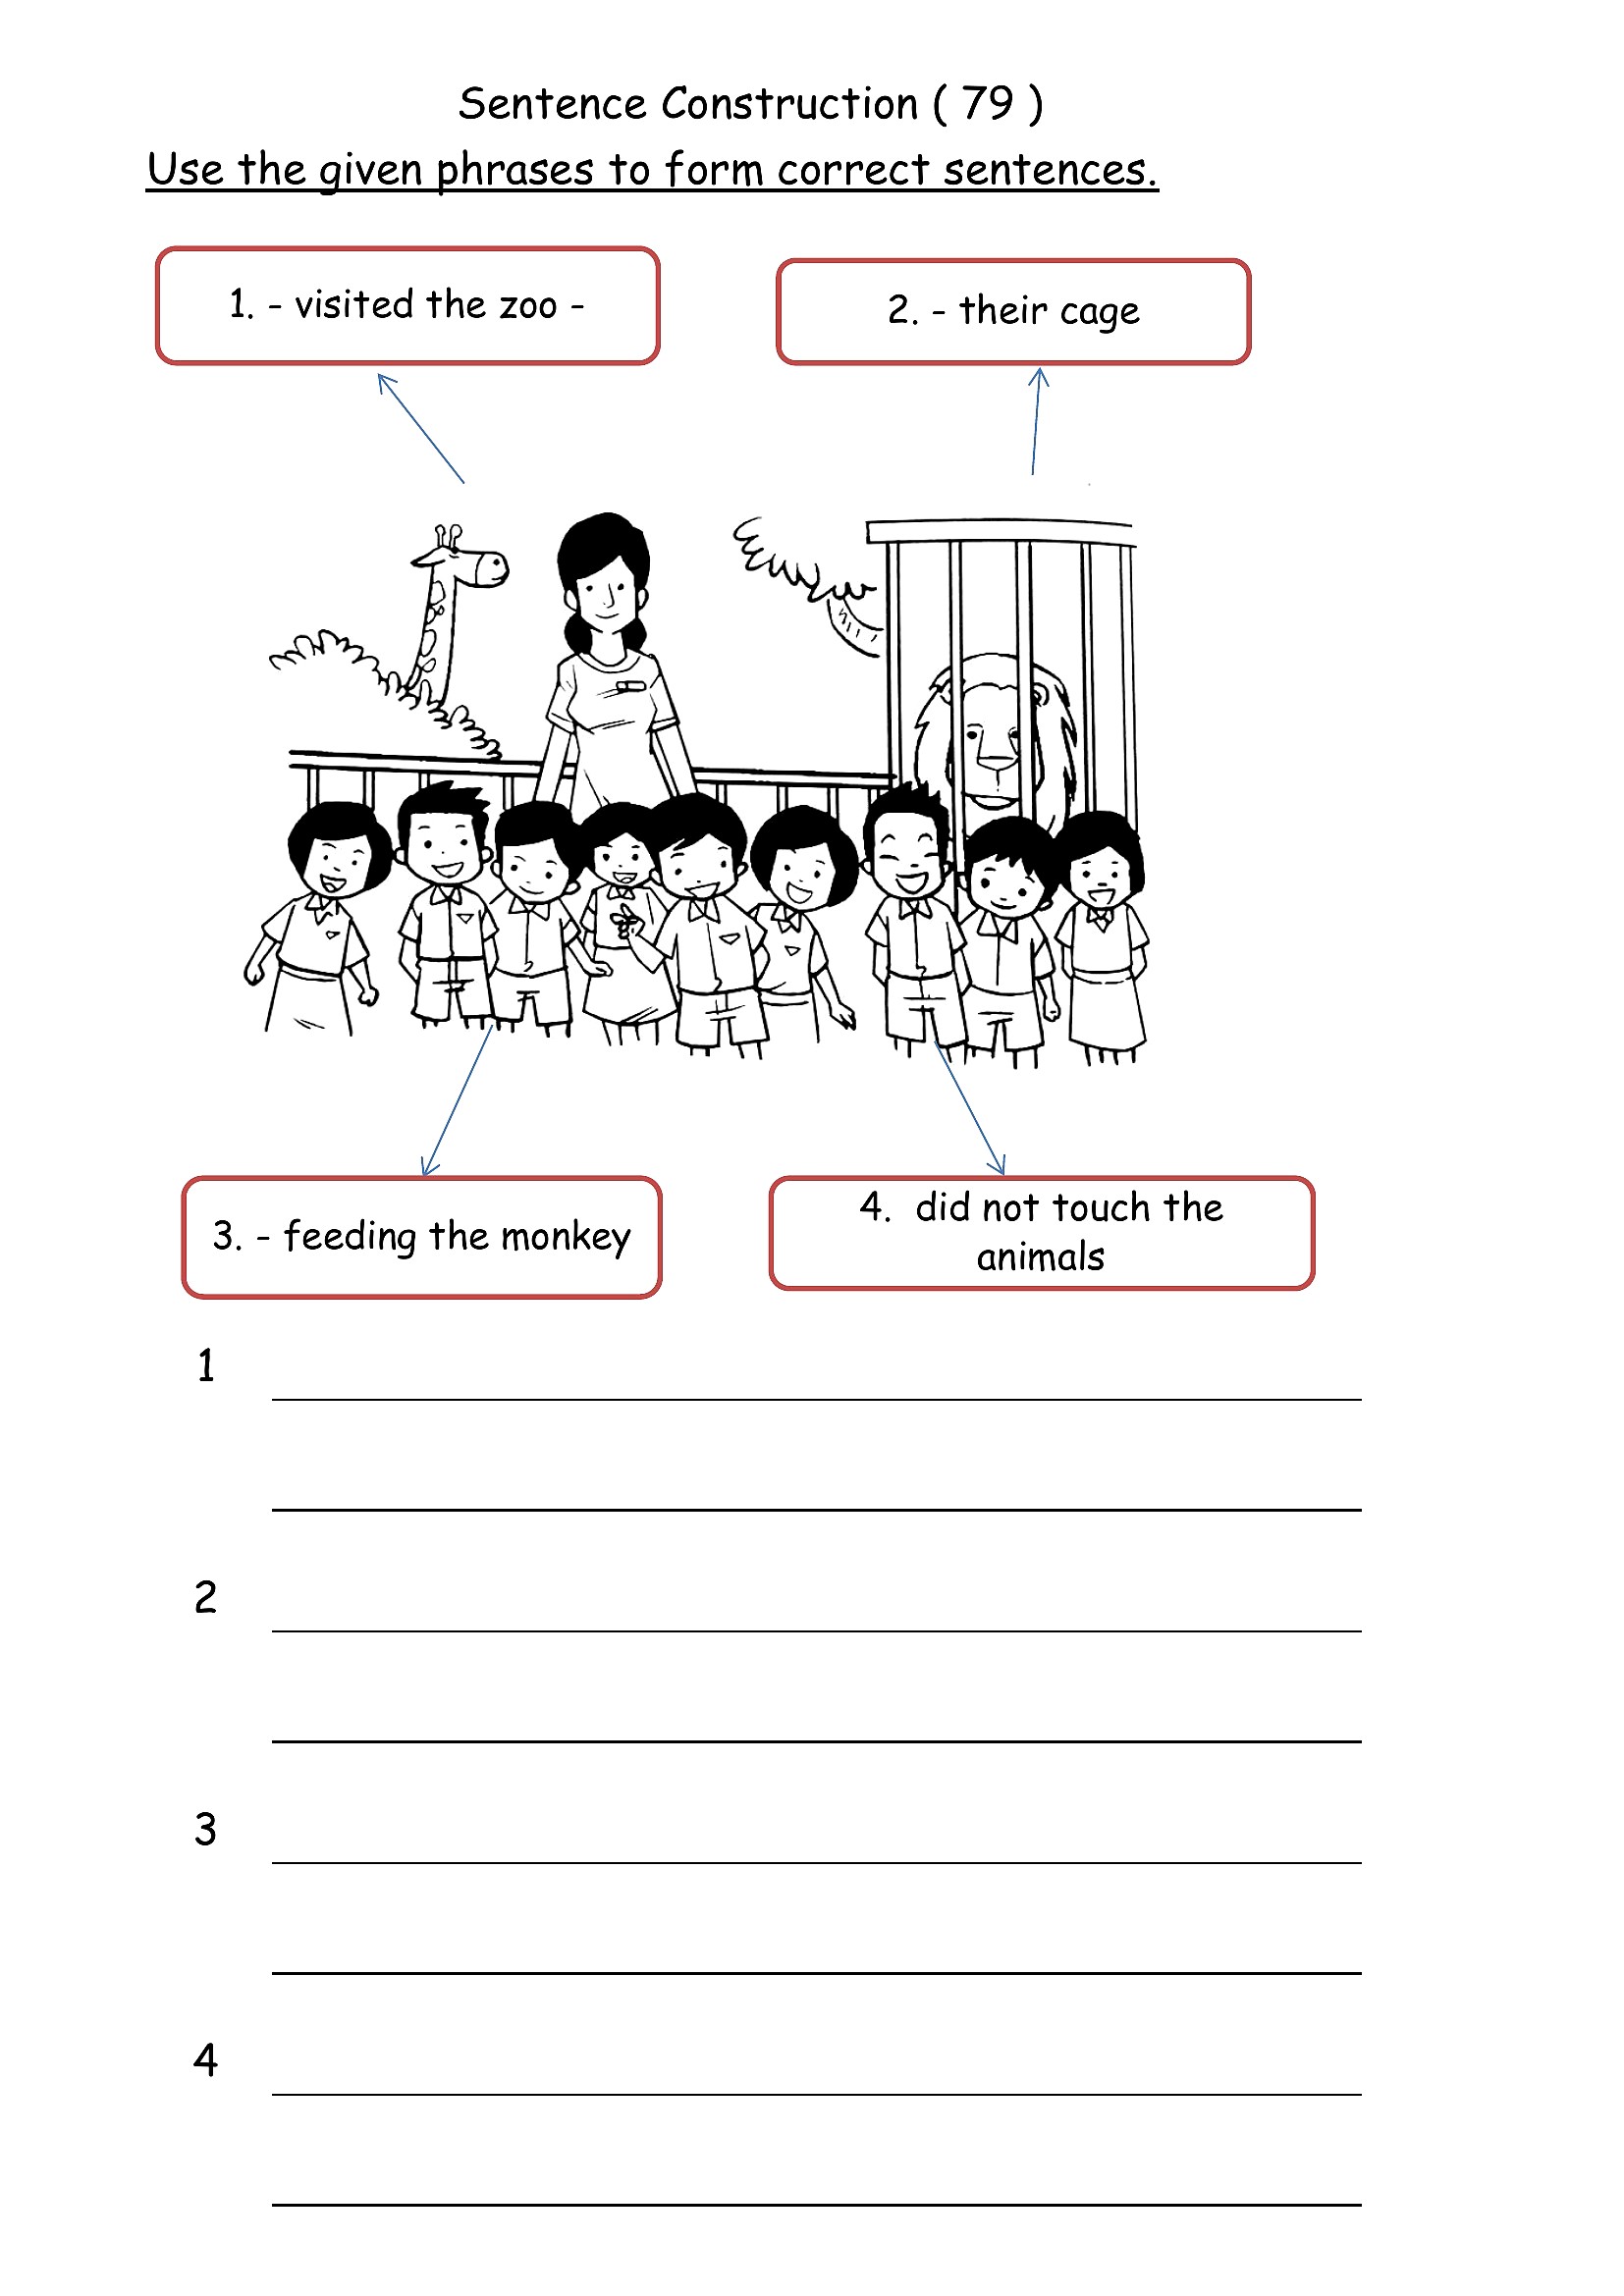 Sentence Construction ( 79 )
Use the given phrases to form correct sentences.
1. - visited the zoo -
2. - their cage
3. - feeding the monkey
4.  did not touch the
animals
1
2
3
4